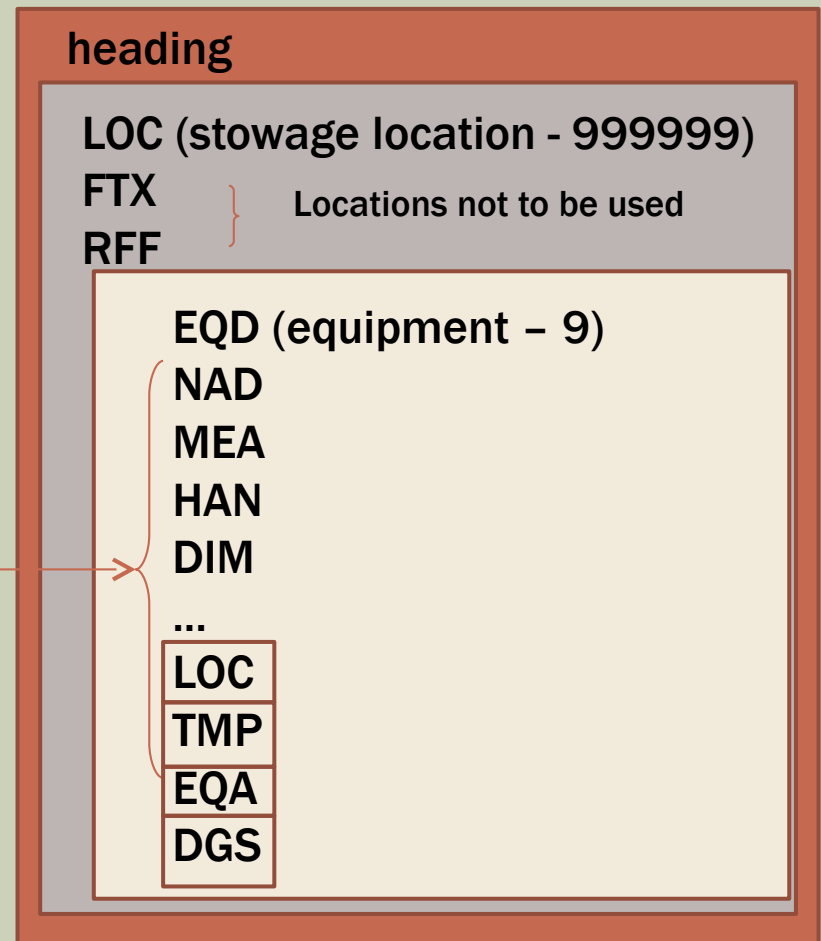 heading
LOC (stowage location - 999999)
FTX
Locations not to be used
RFF
EQD (equipment – 9)
NAD
MEA
HAN
DIM
...
LOC
TMP
EQA
DGS